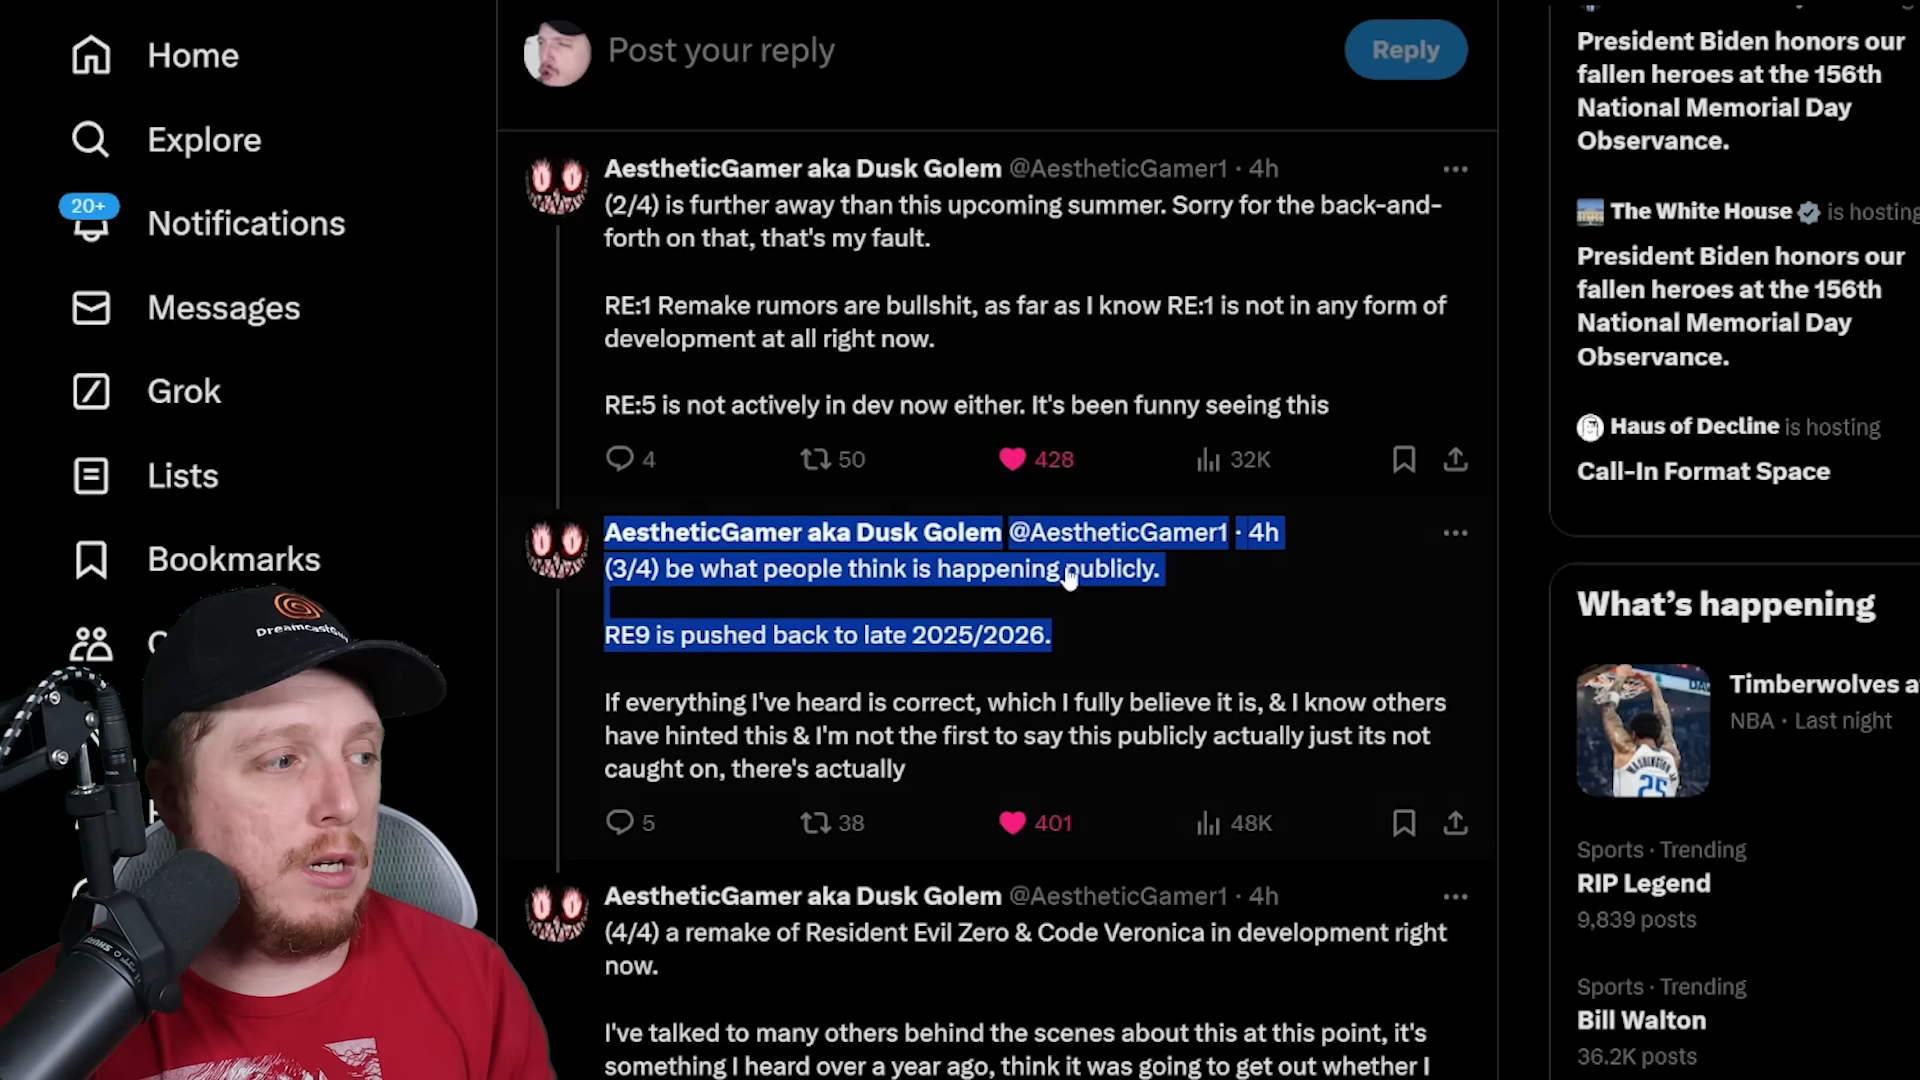 Home
Explore
20+
Notifications
Messages
Grok
Lists
Bookmarks
Post your reply
Reply
AestheticGamer aka Dusk Golem @AestheticGamer1 · 4h
(2/4) is further away than this upcoming summer. Sorry for the back-and-
forth on that, that's my fault.
RE:1 Remake rumors are bullshit, as far as I know RE:1 is not in any form of
development at all right now.
RE:5 is not actively in dev now either. It's been funny seeing this
4 50 428 32K
AestheticGamer aka Dusk Golem @AestheticGamer1 · 4h
(3/4) be what people think is happening publicly.
RE9 is pushed back to late 2025/2026.
If everything I've heard is correct, which I fully believe it is, & I know others
have hinted this & I'm not the first to say this publicly actually just its not
caught on, there's actually
5 38 401 48K
AestheticGamer aka Dusk Golem @AestheticGamer1 · 4h
(4/4) a remake of Resident Evil Zero & Code Veronica in development right
now.
I've talked to many others behind the scenes about this at this point, it's
something I heard over a year ago, think it was going to get out whether I
President Biden honors our
fallen heroes at the 156th
National Memorial Day
Observance.
The White House is hosting
President Biden honors our
fallen heroes at the 156th
National Memorial Day
Observance.
Haus of Decline is hosting
Call-In Format Space
What's happening
Timberwolves
NBA · Last night
WASHINGTON JR.
25
Sports · Trending
RIP Legend
9,839 posts
Sports · Trending
Bill Walton
36.2K posts
DreamcastGuy
SHURE